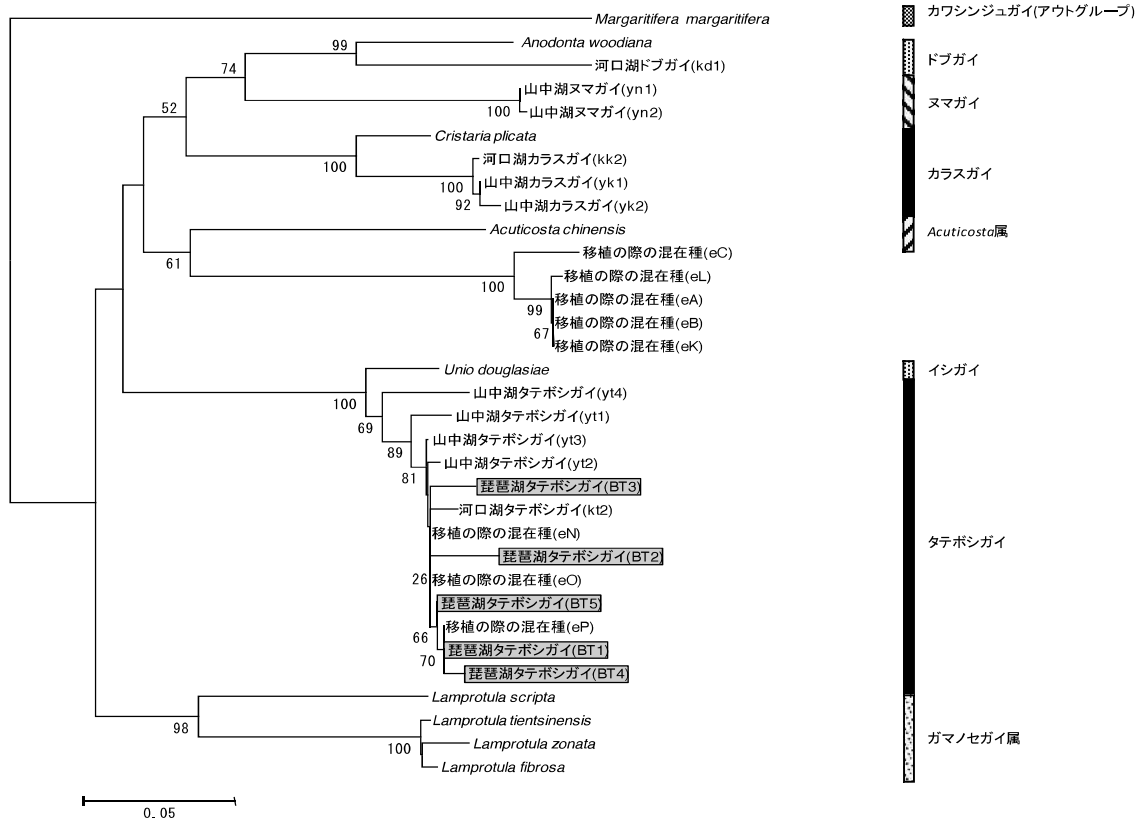 Margaritifera margaritifera
カワシンジュガイ(アウトグループ)
Anodonta woodiana
99
河口湖ドブガイ(kd1)
ドブガイ
74
山中湖ヌマガイ(yn1)
100
山中湖ヌマガイ(yn2)
ヌマガイ
52
Cristaria plicata
100
河口湖カラスガイ(kk2)
100
山中湖カラスガイ(yk1)
92
山中湖カラスガイ(yk2)
カラスガイ
Acuticosta chinensis
Acuticosta属
61
移植の際の混在種(eC)
100
移植の際の混在種(eL)
99
移植の際の混在種(eA)
移植の際の混在種(eB)
67
移植の際の混在種(eK)
Unio douglasiae
イシガイ
100
山中湖タテボシガイ(yt4)
69
山中湖タテボシガイ(yt1)
89
山中湖タテボシガイ(yt3)
81
山中湖タテボシガイ(yt2)
琵琶湖タテボシガイ(BT3)
河口湖タテボシガイ(kt2)
移植の際の混在種(eN)
タテボシガイ
琵琶湖タテボシガイ(BT2)
26
移植の際の混在種(eO)
琵琶湖タテボシガイ(BT5)
66
移植の際の混在種(eP)
70
琵琶湖タテボシガイ(BT1)
琵琶湖タテボシガイ(BT4)
Lamprotula scripta
98
Lamprotula tientsinensis
100
Lamprotula zonata
Lamprotula fibrosa
ガマノセガイ属
0.05